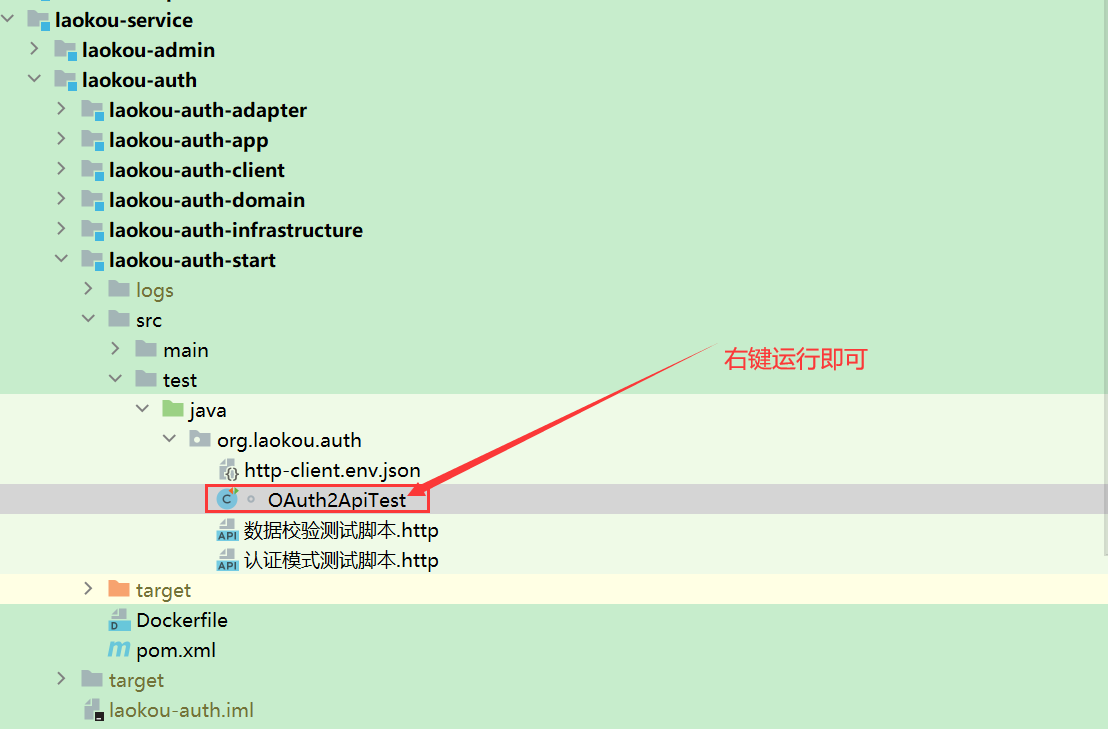 laokou-service
laokou-admin
laokou-auth
laokou-auth-adapter
laokou-auth-app
laokou-auth-client
laokou-auth-domain
laokou-auth-infrastructure
laokou-auth-start
logs
src
main
右键运行即可
test
java
org.laokou.auth
http-client.env.json
OAuth2ApiTest
数据校验测试脚本.http
认证模式测试脚本.http
target
Dockerfile
pom.xml
target
laokou-auth.iml